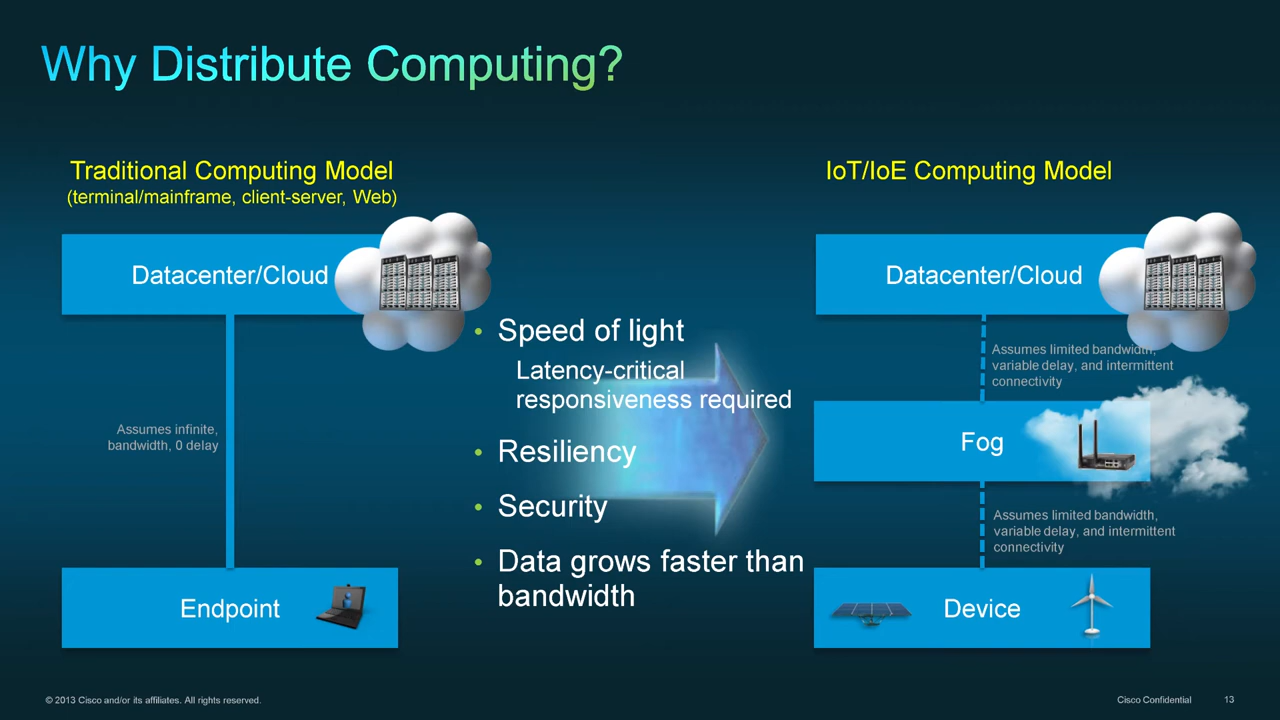 Why Distribute Computing?
Traditional Computing Model
(terminal/mainframe, client-server, Web)
Datacenter/Cloud
Assumes infinite,
bandwidth, 0 delay
Endpoint
• Speed of light
Latency-critical
responsiveness required
• Resiliency
• Security
• Data grows faster than
bandwidth
IoT/IoE Computing Model
Datacenter/Cloud
Assumes limited bandwidth,
variable delay, and intermittent
connectivity
Fog
Assumes limited bandwidth,
variable delay, and intermittent
connectivity
Device
© 2013 Cisco and/or its affiliates. All rights reserved.
Cisco Confidential
13